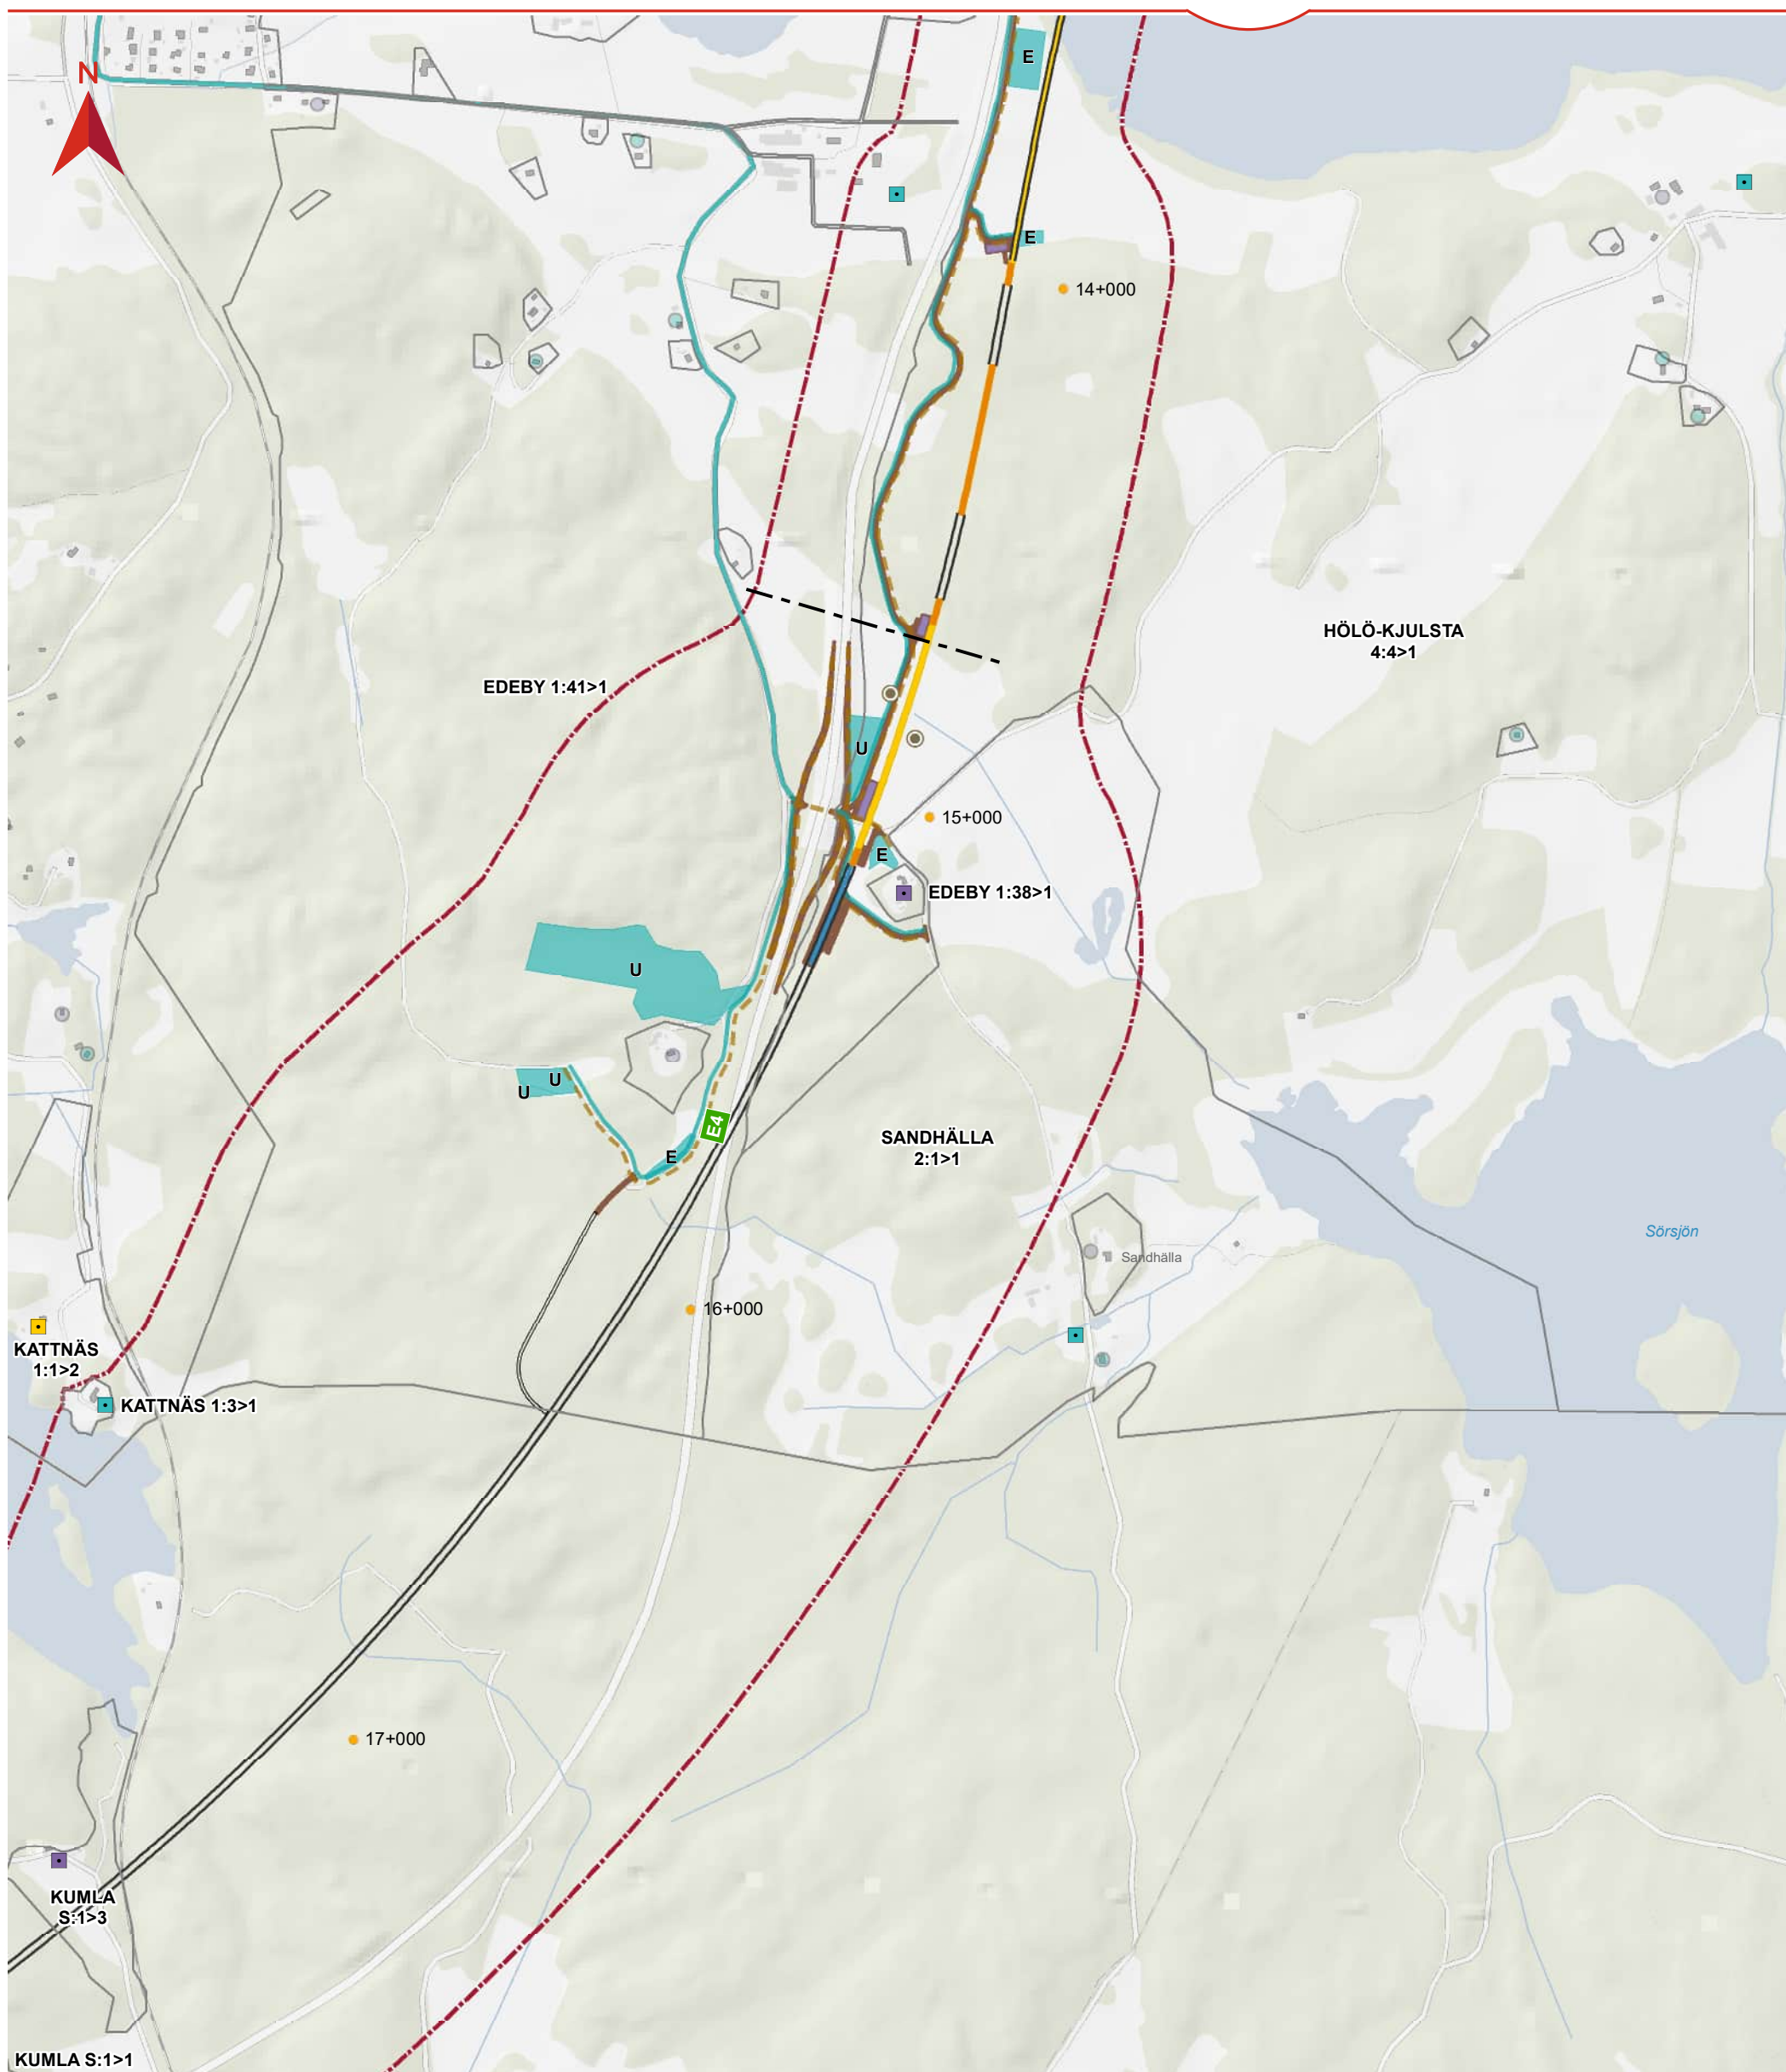 E
N
E
14+000
HÖLÖ-KJULSTA
4:4>1
EDEBY 1:41>1
U
15+000
E
EDEBY 1:38>1
U
U
U
E4
SANDHÄLLA
2:1>1
E
Sörsjön
Sandhälla
16+000
KATTNÄS
1:1>2
KATTNÄS 1:3>1
17+000
KUMLA
S:1>3
KUMLA S:1>1